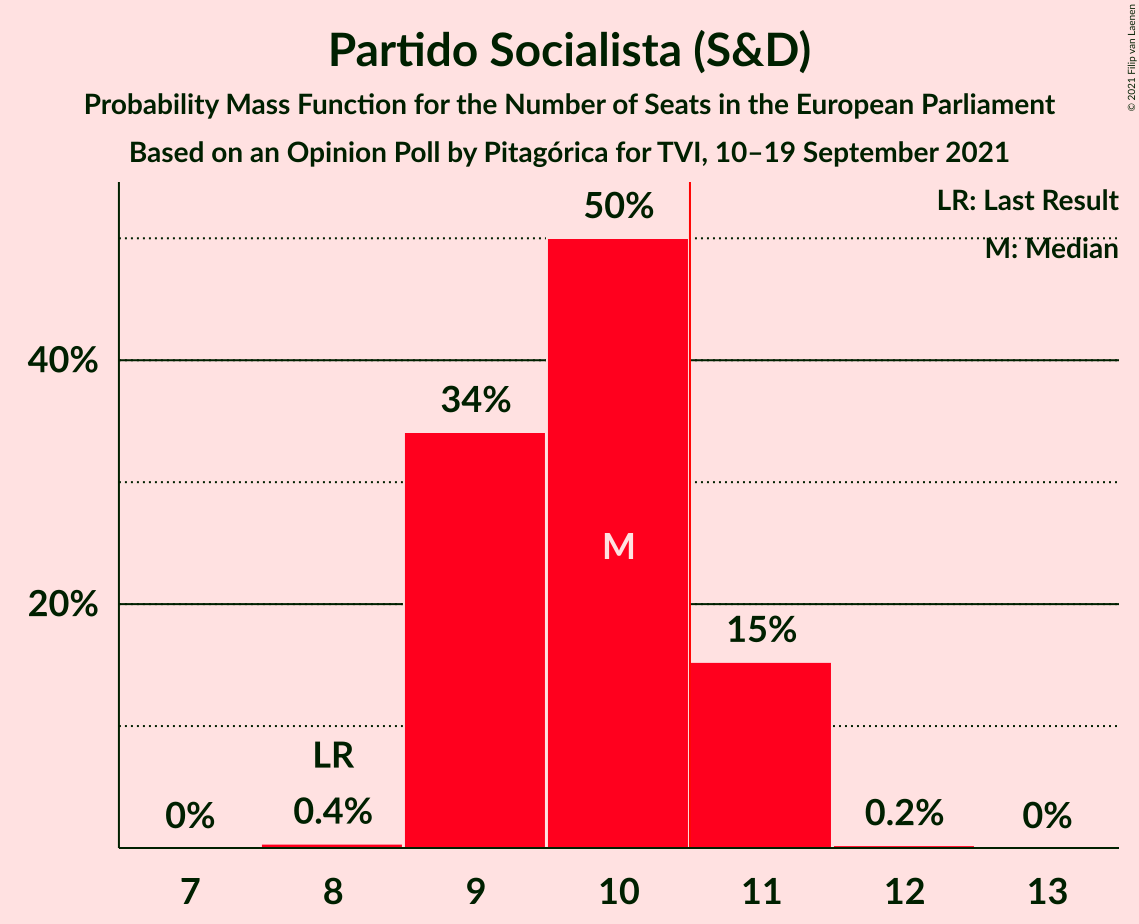 Partido Socialista (S&D)
Probability Mass Function for the Number of Seats in the European Parliament
Based on an Opinion Poll by Pitagórica for TVI, 10–19 September 2021
© 2021 Filip van Laenen
LR: Last Result
M: Median
50%
40%
34%
M
20%
15%
LR
0%
0.4%
0.2%
0%
7
8
9
10
11
12
13